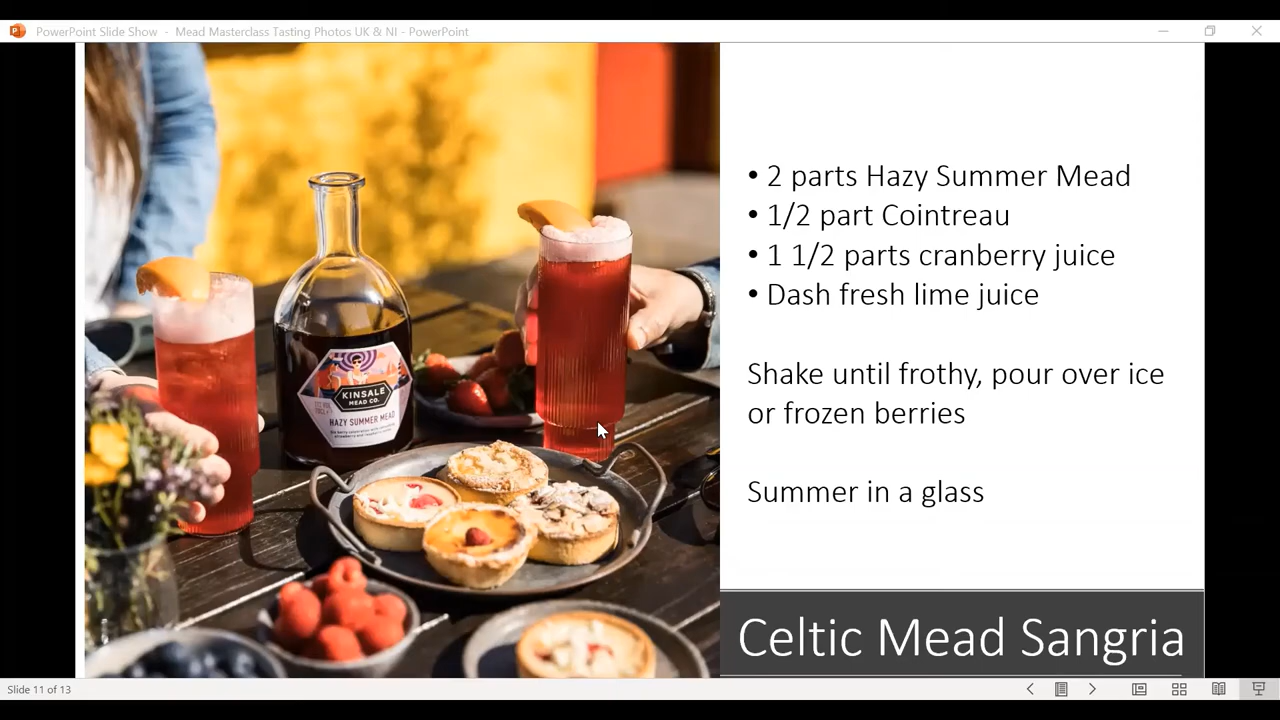 PowerPoint Slide Show - Mead Masterclass Tasting Photos UK & NI - PowerPoint
• 2 parts Hazy Summer Mead
• 1/2 part Cointreau
• 1 1/2 parts cranberry juice
• Dash fresh lime juice
Shake until frothy, pour over ice
or frozen berries
Summer in a glass
Celtic Mead Sangria
KINSALE
MEAD CO.
HAZY SUMMER MEAD
Slide 11 of 13